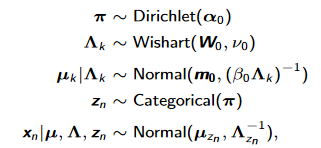 π ∼ Dirichlet(α₀)
Λₖ ∼ Wishart(W₀, ν₀)
μₖ|Λₖ ∼ Normal(m₀, (β₀Λₖ)⁻¹)
zₙ ∼ Categorical(π)
xₙ|μ, Λ, zₙ ∼ Normal(μ_{zₙ}, Λ_{zₙ}⁻¹),